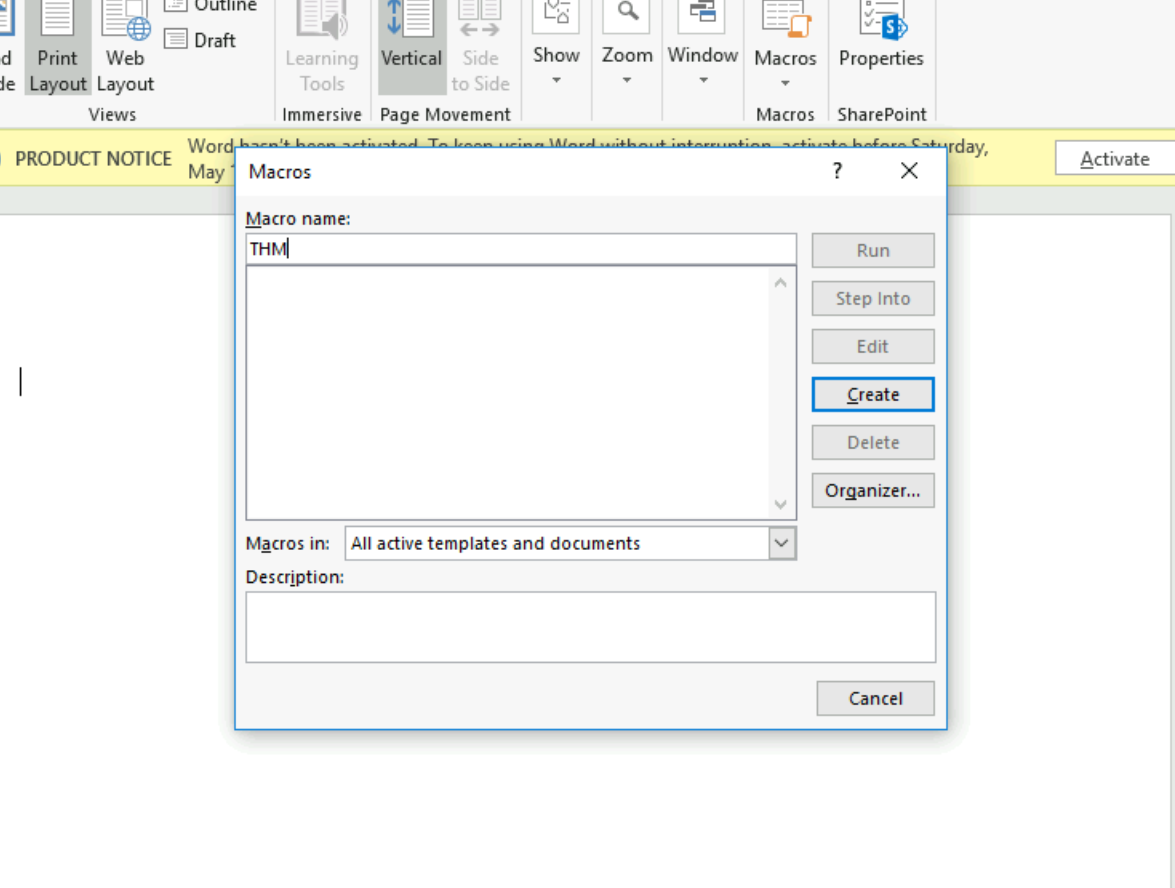 Outline
Draft
Print Layout
Web Layout
Views
Learning Tools
Immersive
Vertical
Side to Side
Page Movement
Show
Zoom
Window
Macros
Macros
Properties
SharePoint
PRODUCT NOTICE
Word hasn't been activated. To keep using Word without interruption, activate before Saturday,
May
Activate
Macros
?
Macro name:
THM
Run
Step Into
Edit
Create
Delete
Organizer...
Macros in:
All active templates and documents
Description:
Cancel